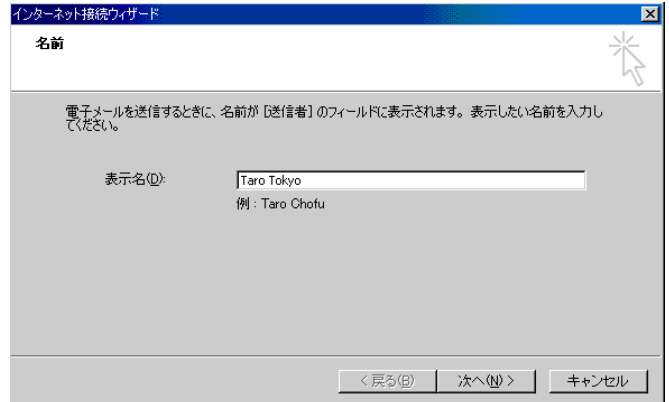 インターネット接続ウィザード
名前
電子メールを送信するときに、名前が [送信者] のフィールドに表示されます。表示したい名前を入力し
てください。
表示名(D): Taro Tokyo
例 : Taro Chofu
< 戻る(B) 次へ(N) > キャンセル